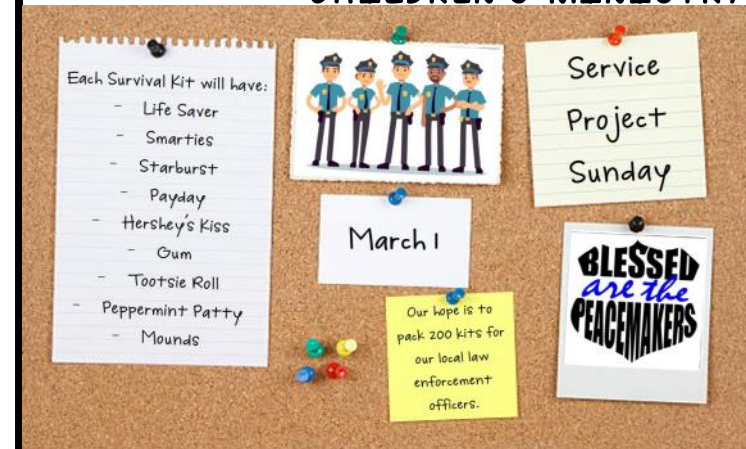 CHILDREN'S MINISTRY
Each Survival Kit will have:
- Life Saver
- Smarties
- Starburst
- Payday
- Hershey's Kiss
- Gum
- Tootsie Roll
- Peppermint Patty
- Mounds
March 1
Our hope is to
pack 200 kits for
our local law
enforcement
officers.
Service
Project
Sunday
BLESSED
are the
PEACEMAKERS